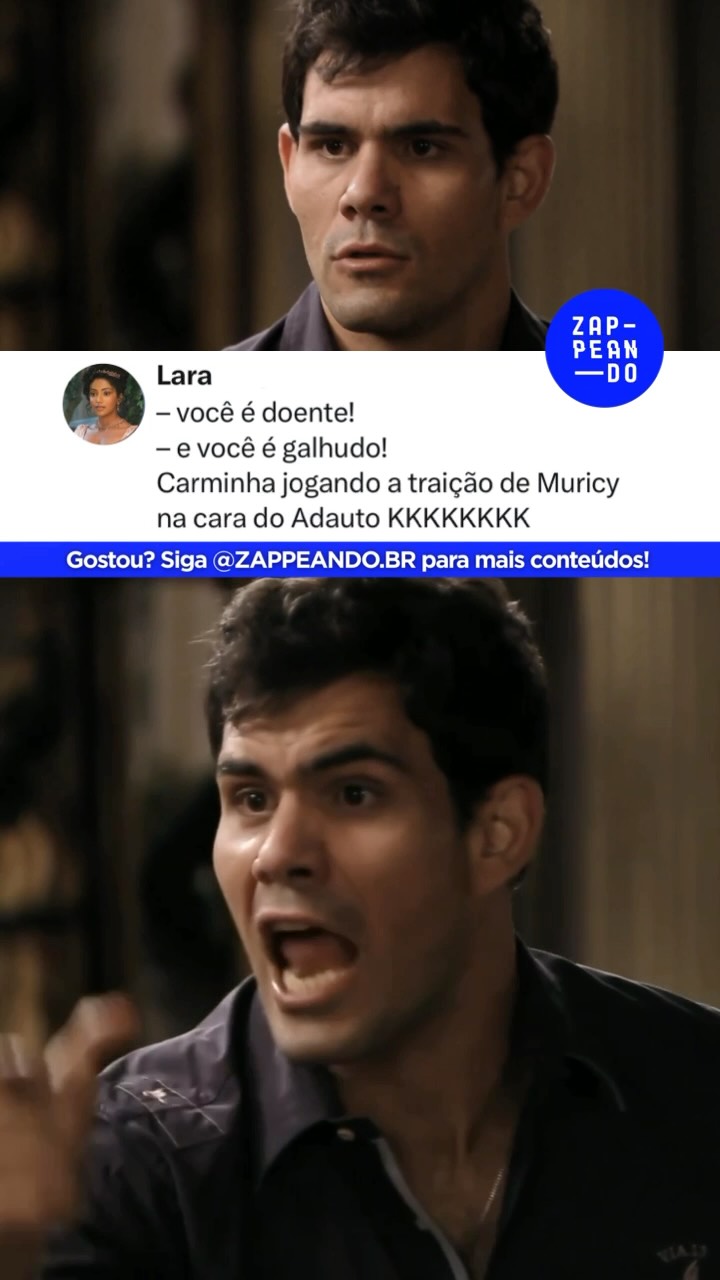 ZAP-
PEAN
—DO
Lara
– você é doente!
– e você é galhudo!
Carminha jogando a traição de Muricy
na cara do Adauto KKKKKKKK
Gostou? Siga @ZAPPEANDO.BR para mais conteúdos!